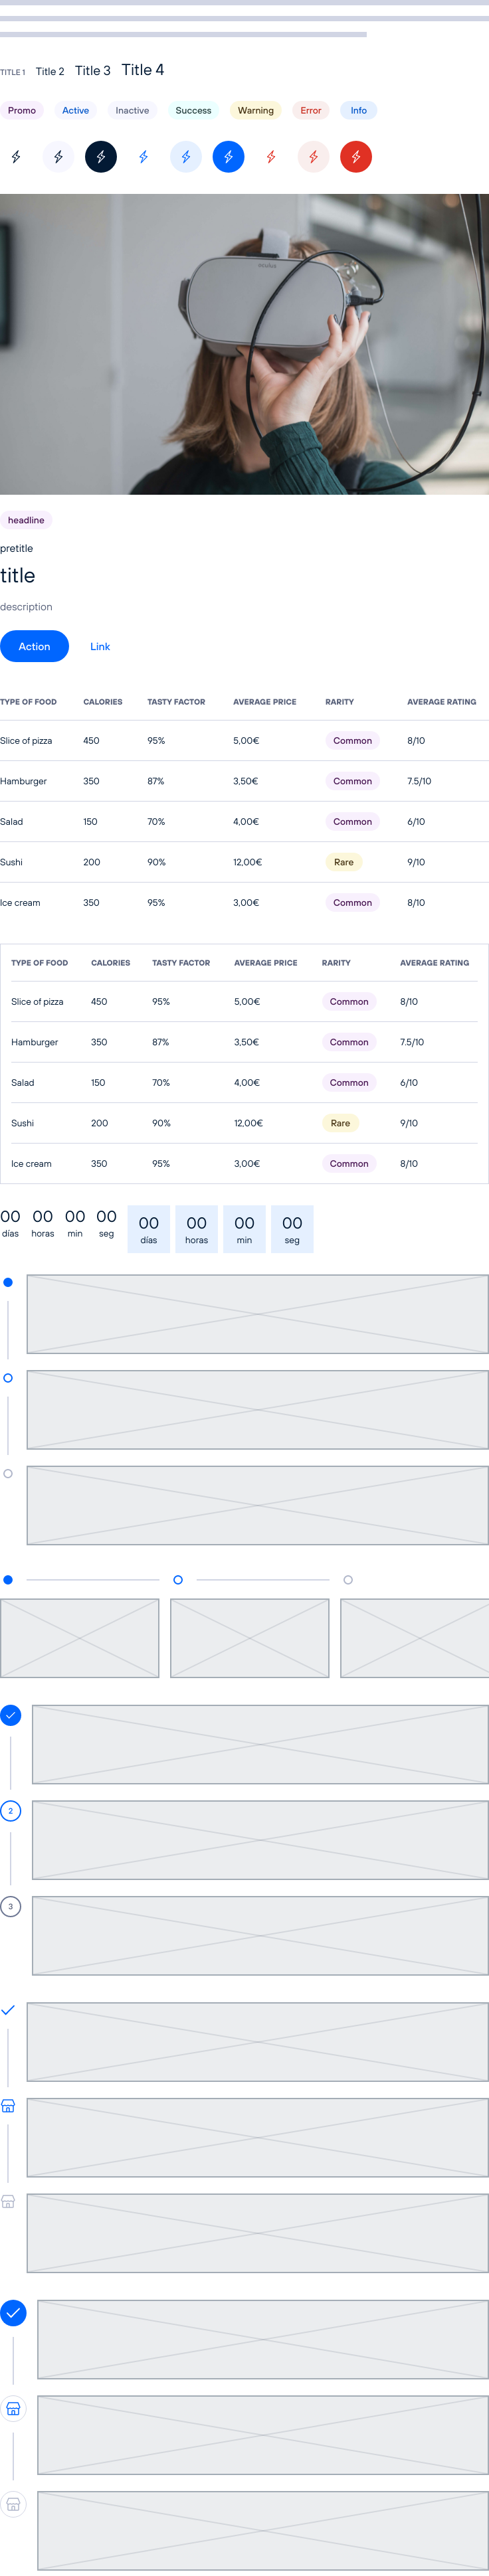 TITLE 1 Title 2 Title 3 Title 4
Promo Active Inactive Success Warning Error Info
oculus
headline
pretitle
title
description
Action Link
TYPE OF FOOD CALORIES TASTY FACTOR AVERAGE PRICE RARITY AVERAGE RATING
Slice of pizza 450 95% 5,00€ Common 8/10
Hamburger 350 87% 3,50€ Common 7.5/10
Salad 150 70% 4,00€ Common 6/10
Sushi 200 90% 12,00€ Rare 9/10
Ice cream 350 95% 3,00€ Common 8/10
TYPE OF FOOD CALORIES TASTY FACTOR AVERAGE PRICE RARITY AVERAGE RATING
Slice of pizza 450 95% 5,00€ Common 8/10
Hamburger 350 87% 3,50€ Common 7.5/10
Salad 150 70% 4,00€ Common 6/10
Sushi 200 90% 12,00€ Rare 9/10
Ice cream 350 95% 3,00€ Common 8/10
00 00 00 00 00 00 00 00
días horas min seg días horas min seg
2
3